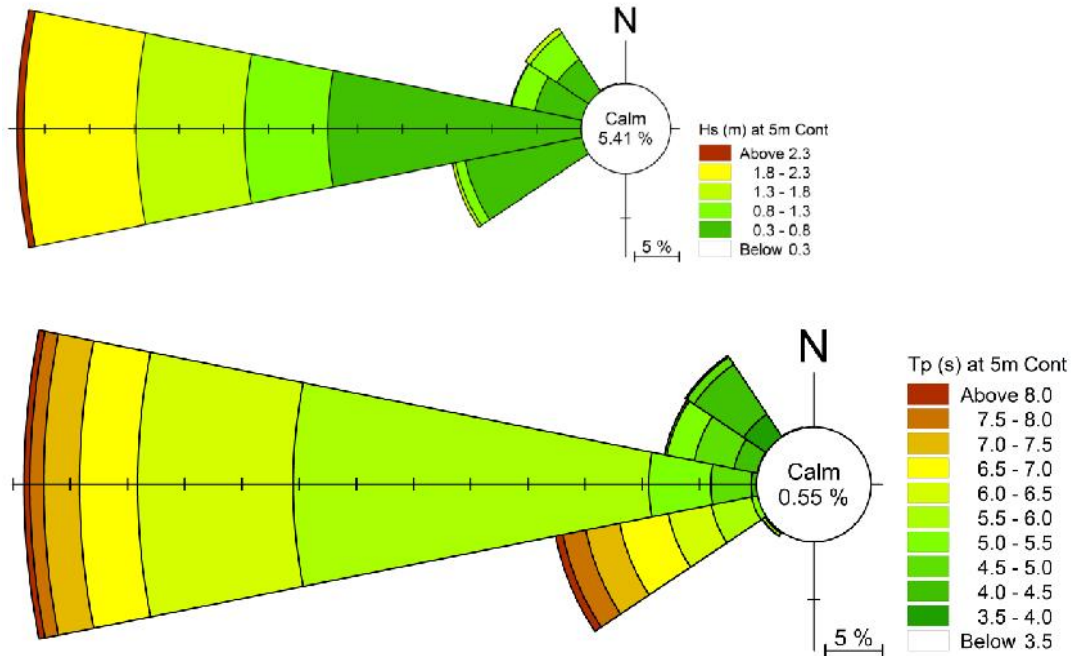 N
Calm
5.41 %
Hs (m) at 5m Cont
Above 2.3
1.8 - 2.3
1.3 - 1.8
0.8 - 1.3
0.3 - 0.8
Below 0.3
5 %
N
Calm
0.55 %
Tp (s) at 5m Cont
Above 8.0
7.5 - 8.0
7.0 - 7.5
6.5 - 7.0
6.0 - 6.5
5.5 - 6.0
5.0 - 5.5
4.5 - 5.0
4.0 - 4.5
3.5 - 4.0
Below 3.5
5 %